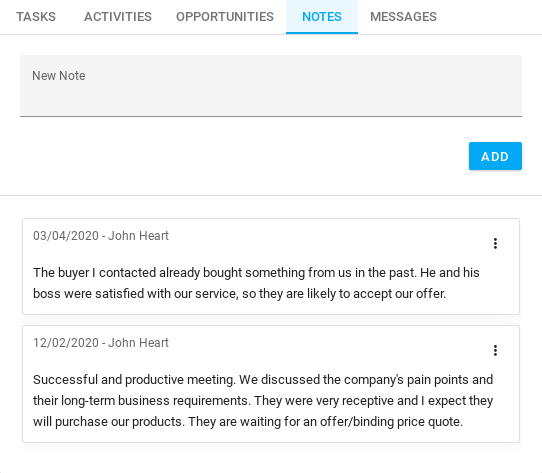 TASKS ACTIVITIES OPPORTUNITIES NOTES MESSAGES
New Note
ADD
03/04/2020 - John Heart
The buyer I contacted already bought something from us in the past. He and his
boss were satisfied with our service, so they are likely to accept our offer.
12/02/2020 - John Heart
Successful and productive meeting. We discussed the company's pain points and
their long-term business requirements. They were very receptive and I expect they
will purchase our products. They are waiting for an offer/binding price quote.